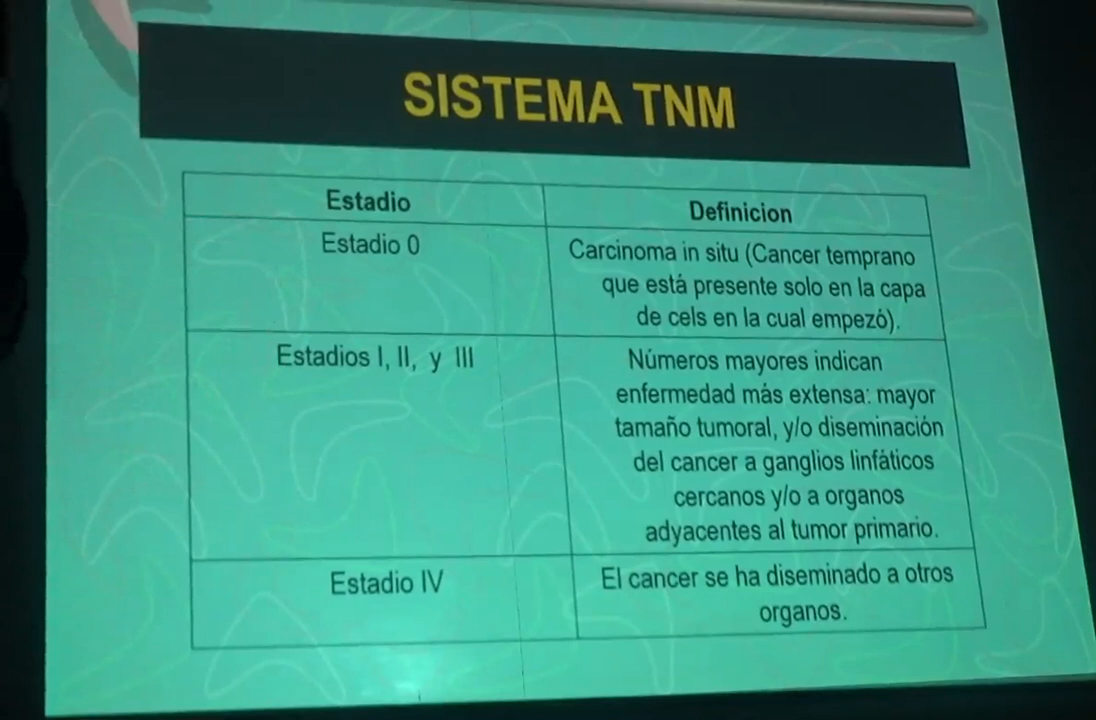 SISTEMA TNM
Estadio
Definicion
Estadio 0
Carcinoma in situ (Cancer temprano
que está presente solo en la capa
de cels en la cual empezó).
Estadios I, II, y III
Números mayores indican
enfermedad más extensa: mayor
tamaño tumoral, y/o diseminación
del cancer a ganglios linfáticos
cercanos y/o a organos
adyacentes al tumor primario.
Estadio IV
El cancer se ha diseminado a otros
organos.